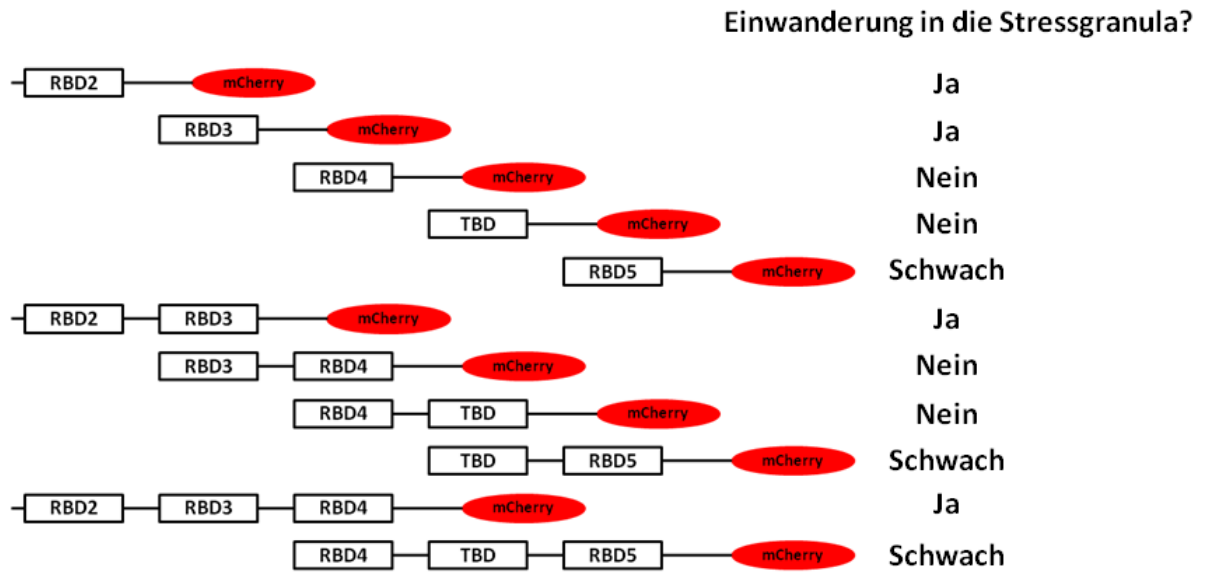 Einwanderung in die Stressgranula?
RBD2 mCherry Ja
RBD3 mCherry Ja
RBD4 mCherry Nein
TBD mCherry Nein
RBD5 mCherry Schwach
RBD2 RBD3 mCherry Ja
RBD3 RBD4 mCherry Nein
RBD4 TBD mCherry Nein
TBD RBD5 mCherry Schwach
RBD2 RBD3 RBD4 mCherry Ja
RBD4 TBD RBD5 mCherry Schwach